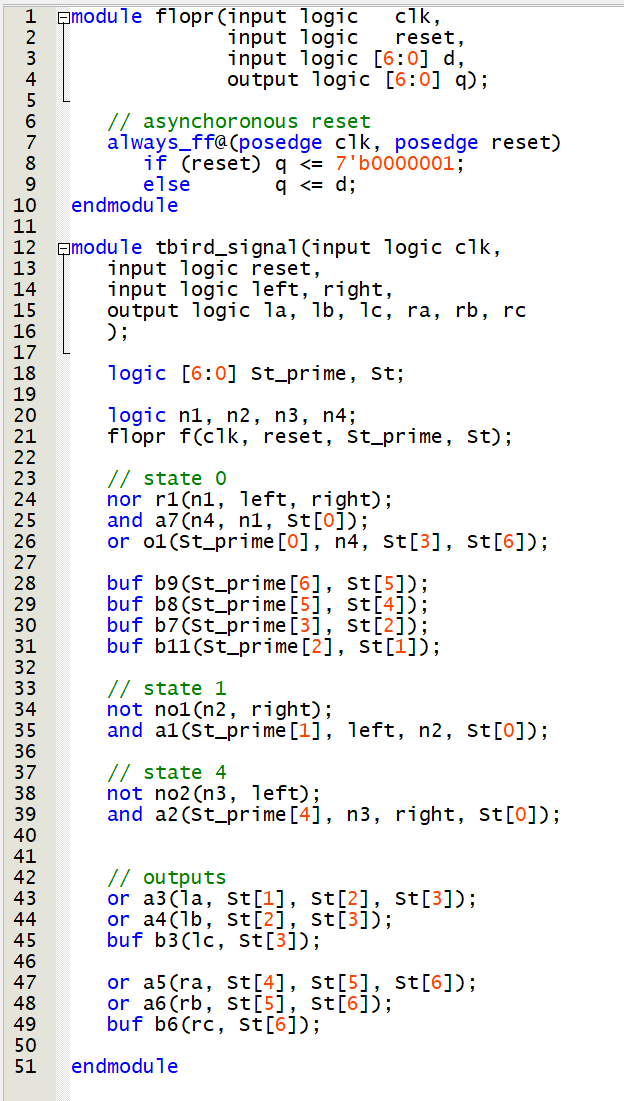 1 module flopr(input logic   clk,
2              input logic   reset,
3              input logic [6:0] d,
4              output logic [6:0] q);
5
6    // asynchoronous reset
7    always_ff@(posedge clk, posedge reset)
8       if (reset) q <= 7'b0000001;
9       else       q <= d;
10 endmodule
11
12 module tbird_signal(input logic clk,
13    input logic reset,
14    input logic left, right,
15    output logic la, lb, lc, ra, rb, rc
16    );
17
18    logic [6:0] St_prime, St;
19
20    logic n1, n2, n3, n4;
21    flopr f(clk, reset, St_prime, St);
22
23    // state 0
24    nor r1(n1, left, right);
25    and a7(n4, n1, St[0]);
26    or o1(St_prime[0], n4, St[3], St[6]);
27
28    buf b9(St_prime[6], St[5]);
29    buf b8(St_prime[5], St[4]);
30    buf b7(St_prime[3], St[2]);
31    buf b11(St_prime[2], St[1]);
32
33    // state 1
34    not no1(n2, right);
35    and a1(St_prime[1], left, n2, St[0]);
36
37    // state 4
38    not no2(n3, left);
39    and a2(St_prime[4], n3, right, St[0]);
40
41
42    // outputs
43    or a3(la, St[1], St[2], St[3]);
44    or a4(lb, St[2], St[3]);
45    buf b3(lc, St[3]);
46
47    or a5(ra, St[4], St[5], St[6]);
48    or a6(rb, St[5], St[6]);
49    buf b6(rc, St[6]);
50
51 endmodule